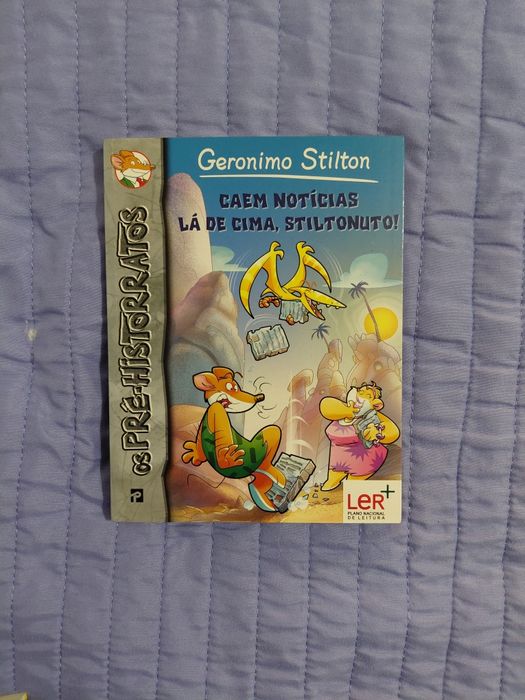 Geronimo Stilton
CAEM NOTÍCIAS
LÁ DE CIMA, STILTONUTO!
OS PRÉ-HISTORRATOS
LER+
PLANO NACIONAL
DE LEITURA